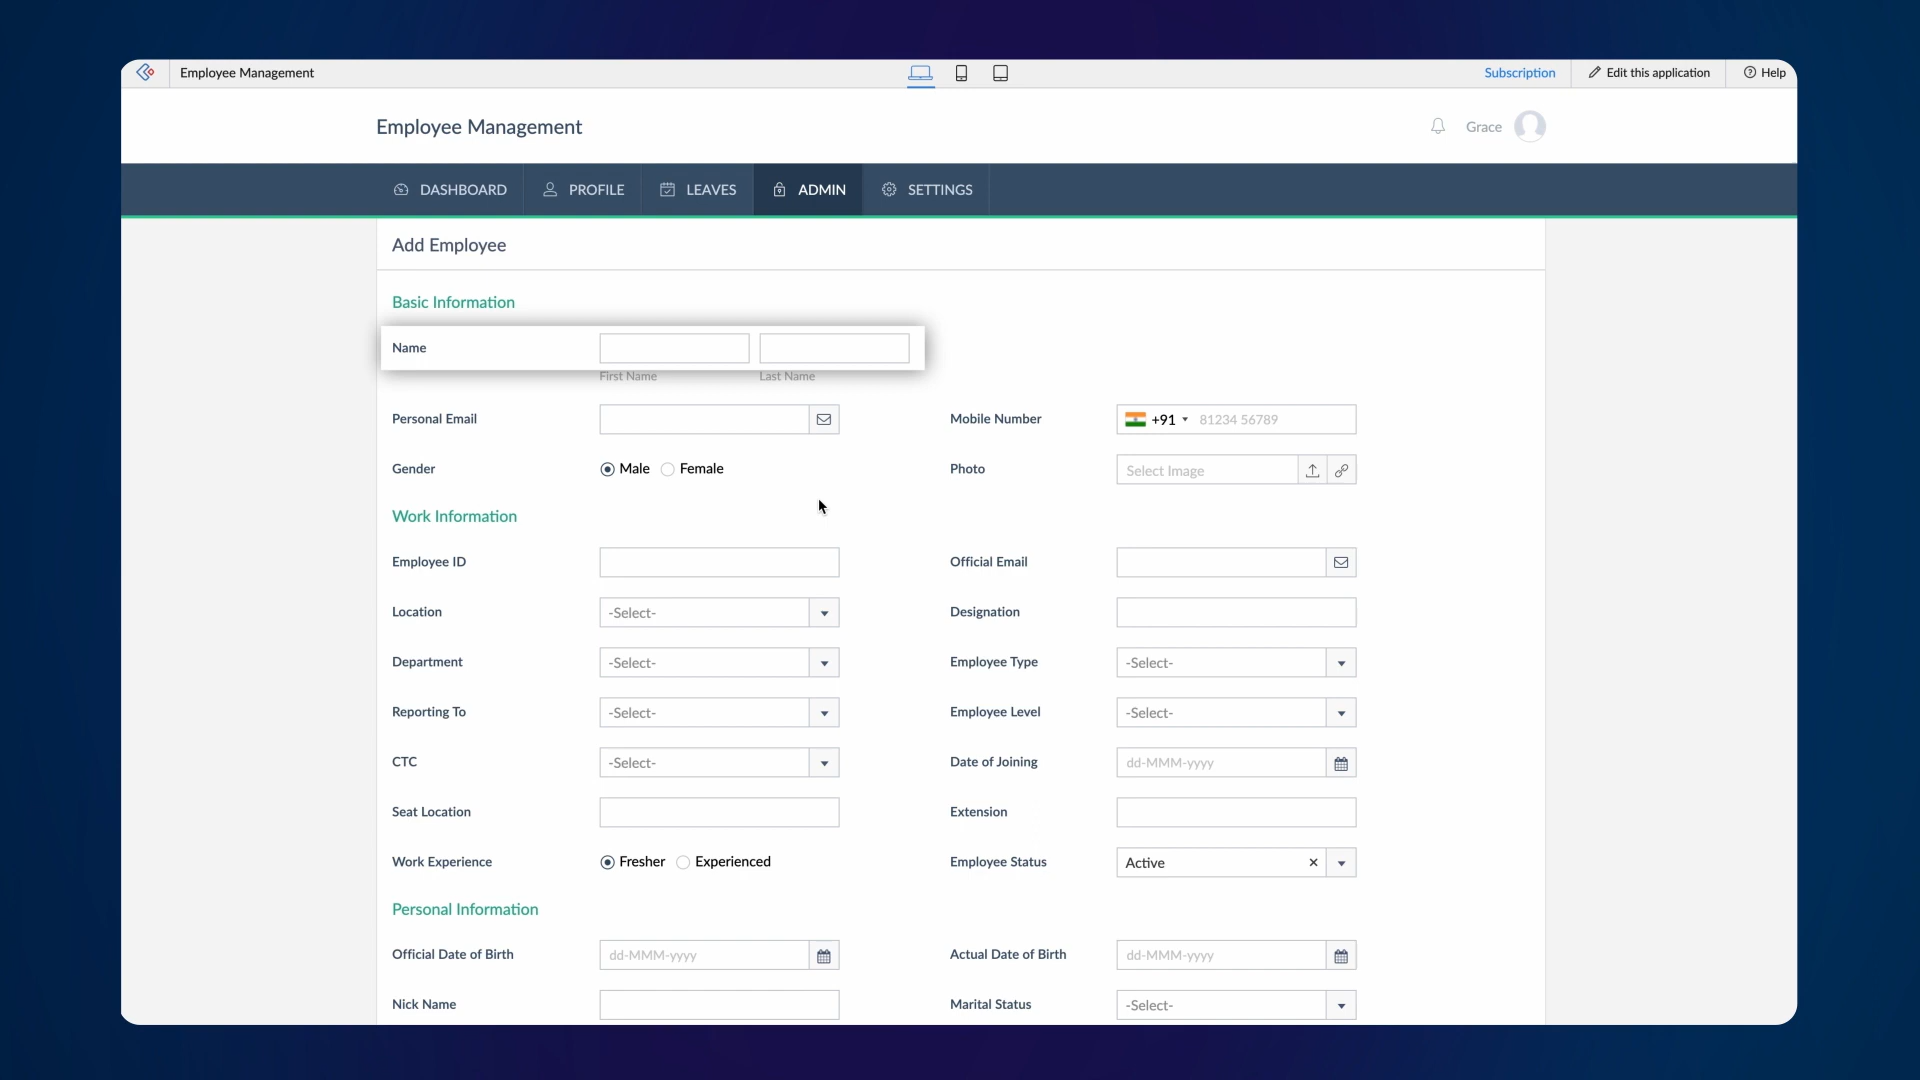 Employee Management
Subscription
Edit this application
Help
Employee Management
Grace
DASHBOARD
PROFILE
LEAVES
ADMIN
SETTINGS
Add Employee
Basic Information
Name
First Name
Last Name
Personal Email
Mobile Number
+91
81234 56789
Gender
Male
Female
Photo
Select Image
Work Information
Employee ID
Official Email
Location
-Select-
Designation
Department
-Select-
Employee Type
-Select-
Reporting To
-Select-
Employee Level
-Select-
CTC
-Select-
Date of Joining
dd-MMM-yyyy
Seat Location
Extension
Work Experience
Fresher
Experienced
Employee Status
Active
Personal Information
Official Date of Birth
dd-MMM-yyyy
Actual Date of Birth
dd-MMM-yyyy
Nick Name
Marital Status
-Select-